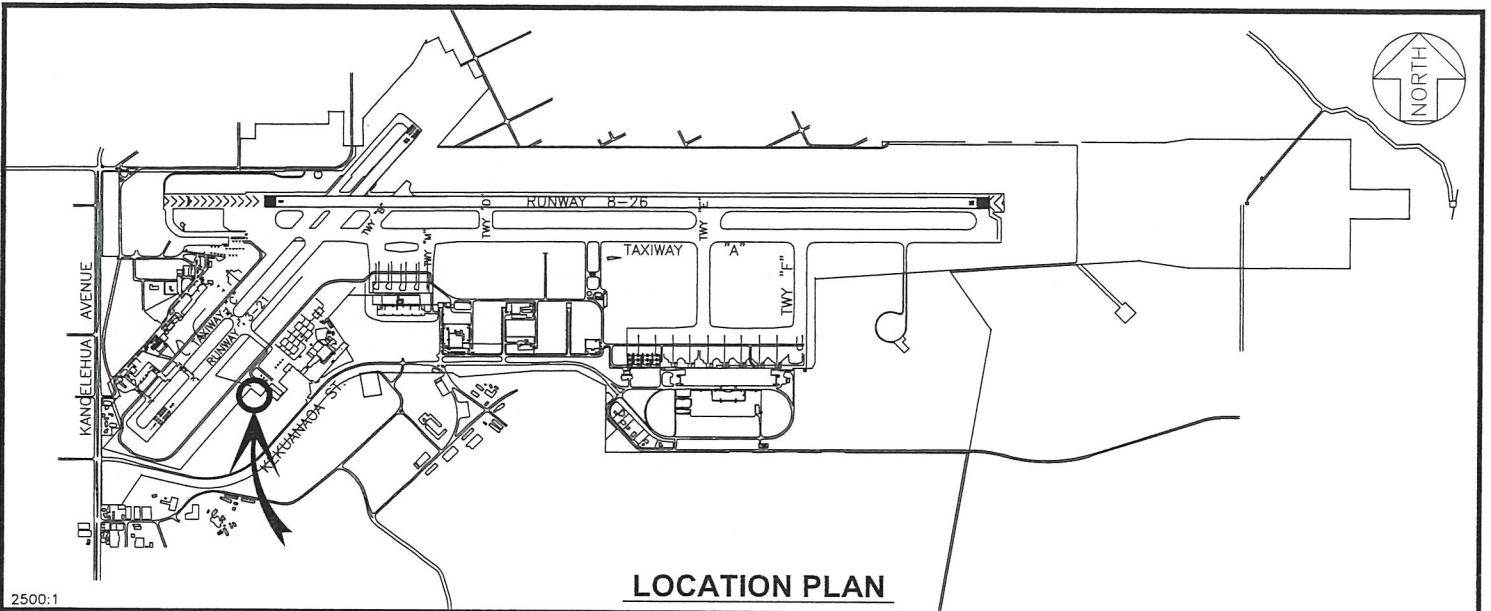 NORTH
RUNWAY 8-26
TWY "B"
TWY "D"
TWY "E"
TWY "M"
TAXIWAY "A"
TWY "F"
KANOELEHUA AVENUE
TAXIWAY "C"
RUNWAY 3-21
KEKUANAOA ST.
LOCATION PLAN
2500:1